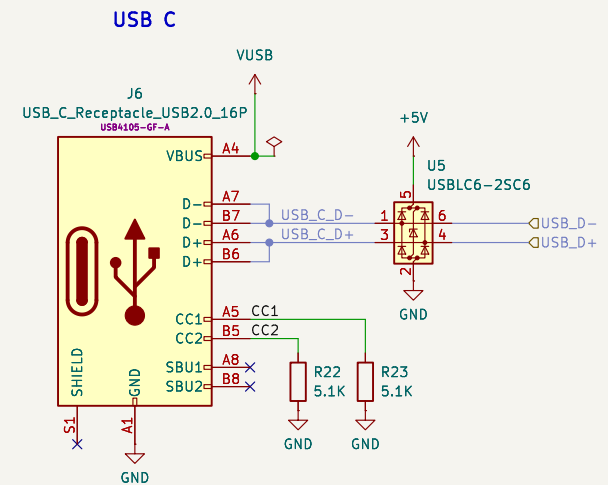 USB C
VUSB
J6
USB_C_Receptacle_USB2.0_16P
USB4105-GF-A
VBUS A4
D- A7
D- B7
D+ A6
D+ B6
USB_C_D-
USB_C_D+
+5V
U5
USBLC6-2SC6
5
1 6
3 4
2
GND
USB_D-
USB_D+
CC1 A5 CC1
CC2 B5 CC2
SBU1 A8
SBU2 B8
R22
5.1K
R23
5.1K
GND
GND
SHIELD
GND
S1
A1
GND